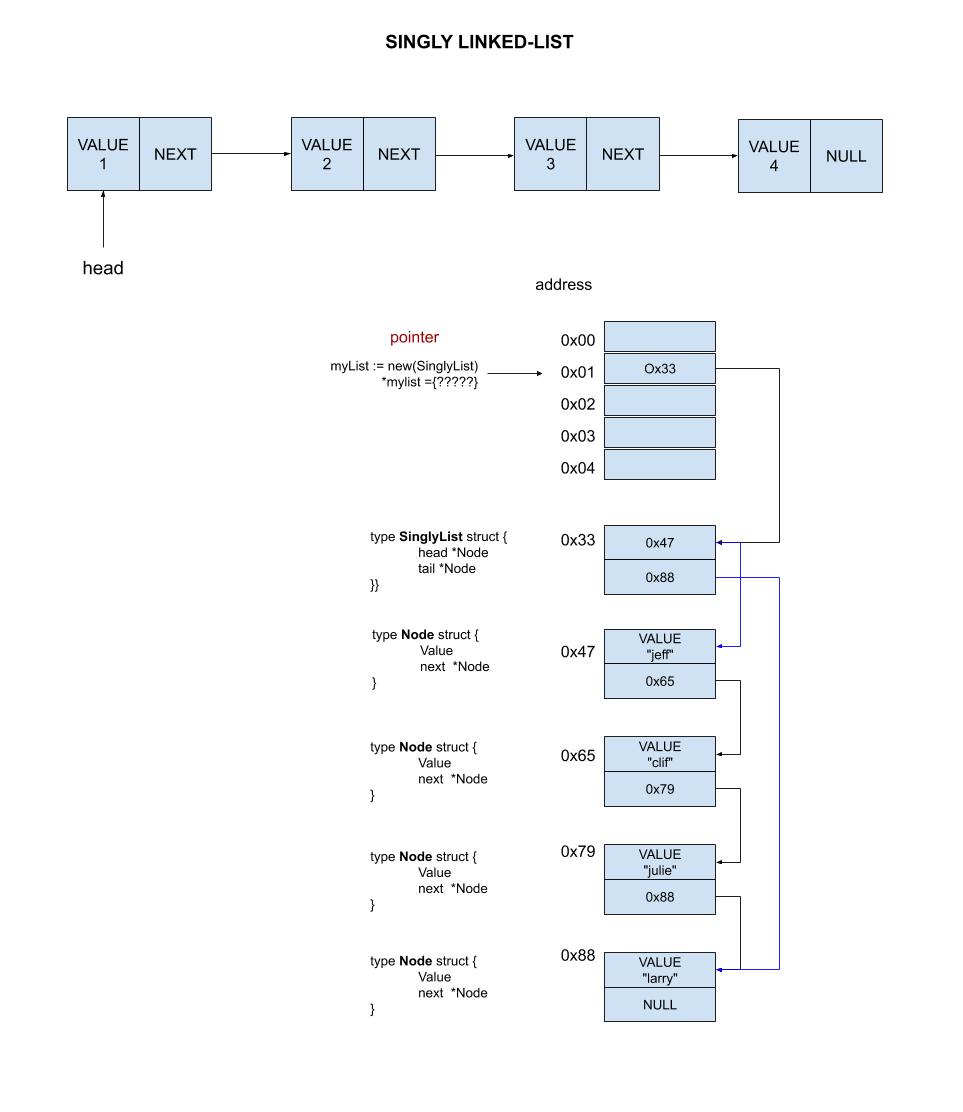 SINGLY LINKED-LIST
VALUE
1
NEXT
VALUE
2
NEXT
VALUE
3
NEXT
VALUE
4
NULL
head
address
pointer
myList := new(SinglyList)
*mylist ={?????}
0x00
0x01
Ox33
0x02
0x03
0x04
type SinglyList struct {
head *Node
tail *Node
}}
0x33
0x47
0x88
type Node struct {
Value
next *Node
}
0x47
VALUE
"jeff"
0x65
type Node struct {
Value
next *Node
}
0x65
VALUE
"clif"
0x79
type Node struct {
Value
next *Node
}
0x79
VALUE
"julie"
0x88
type Node struct {
Value
next *Node
}
0x88
VALUE
"larry"
NULL